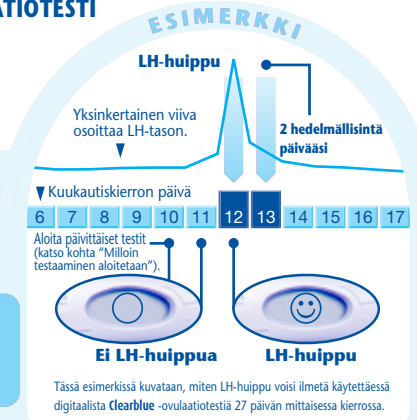 ATIOTESTI
ESIMERKKI
LH-huippu
Yksinkertainen viiva
osoittaa LH-tason.
2 hedelmällisintä
päivääsi
Kuukautiskierron päivä
6 7 8 9 10 11 12 13 14 15 16 17
Aloita päivittäiset testit
(katso kohta "Milloin
testaaminen aloitetaan").
Ei LH-huippua
LH-huippu
Tässä esimerkissä kuvataan, miten LH-huippu voisi ilmetä käytettäessä
digitaalista Clearblue -ovulaatiotestiä 27 päivän mittaisessa kierrossa.